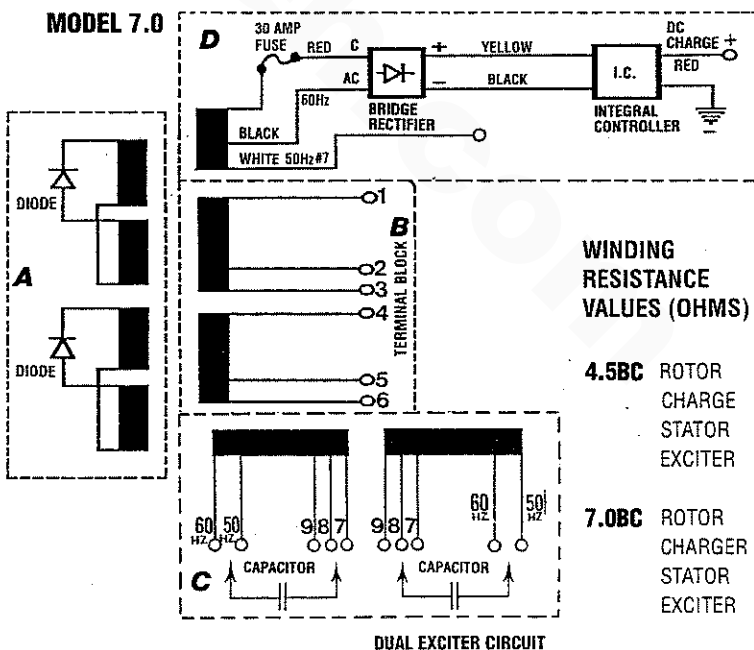 MODEL 7.0
D
30 AMP
FUSE
RED
C
AC
60Hz
BLACK
WHITE 50Hz#7
+
−
BRIDGE
RECTIFIER
YELLOW
BLACK
I.C.
INTEGRAL
CONTROLLER
DC
CHARGE +
RED
DIODE
A
DIODE
1
B
2
3
4
5
6
TERMINAL BLOCK
60
HZ
50
HZ
9 8 7
CAPACITOR
9 8 7
60
HZ
50
HZ
CAPACITOR
C
DUAL EXCITER CIRCUIT
WINDING
RESISTANCE
VALUES (OHMS)
4.5BC ROTOR
CHARGE
STATOR
EXCITER
7.0BC ROTOR
CHARGER
STATOR
EXCITER